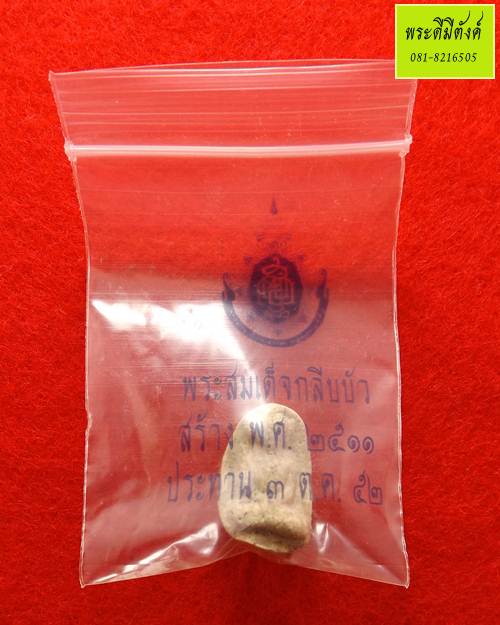 พระดีมีตังค์
081-8216505
พระสมเด็จกลีบบัว
สร้าง พ.ศ. ๒๕๑๑
ประทาน ๓ ต.ค. ๕๒